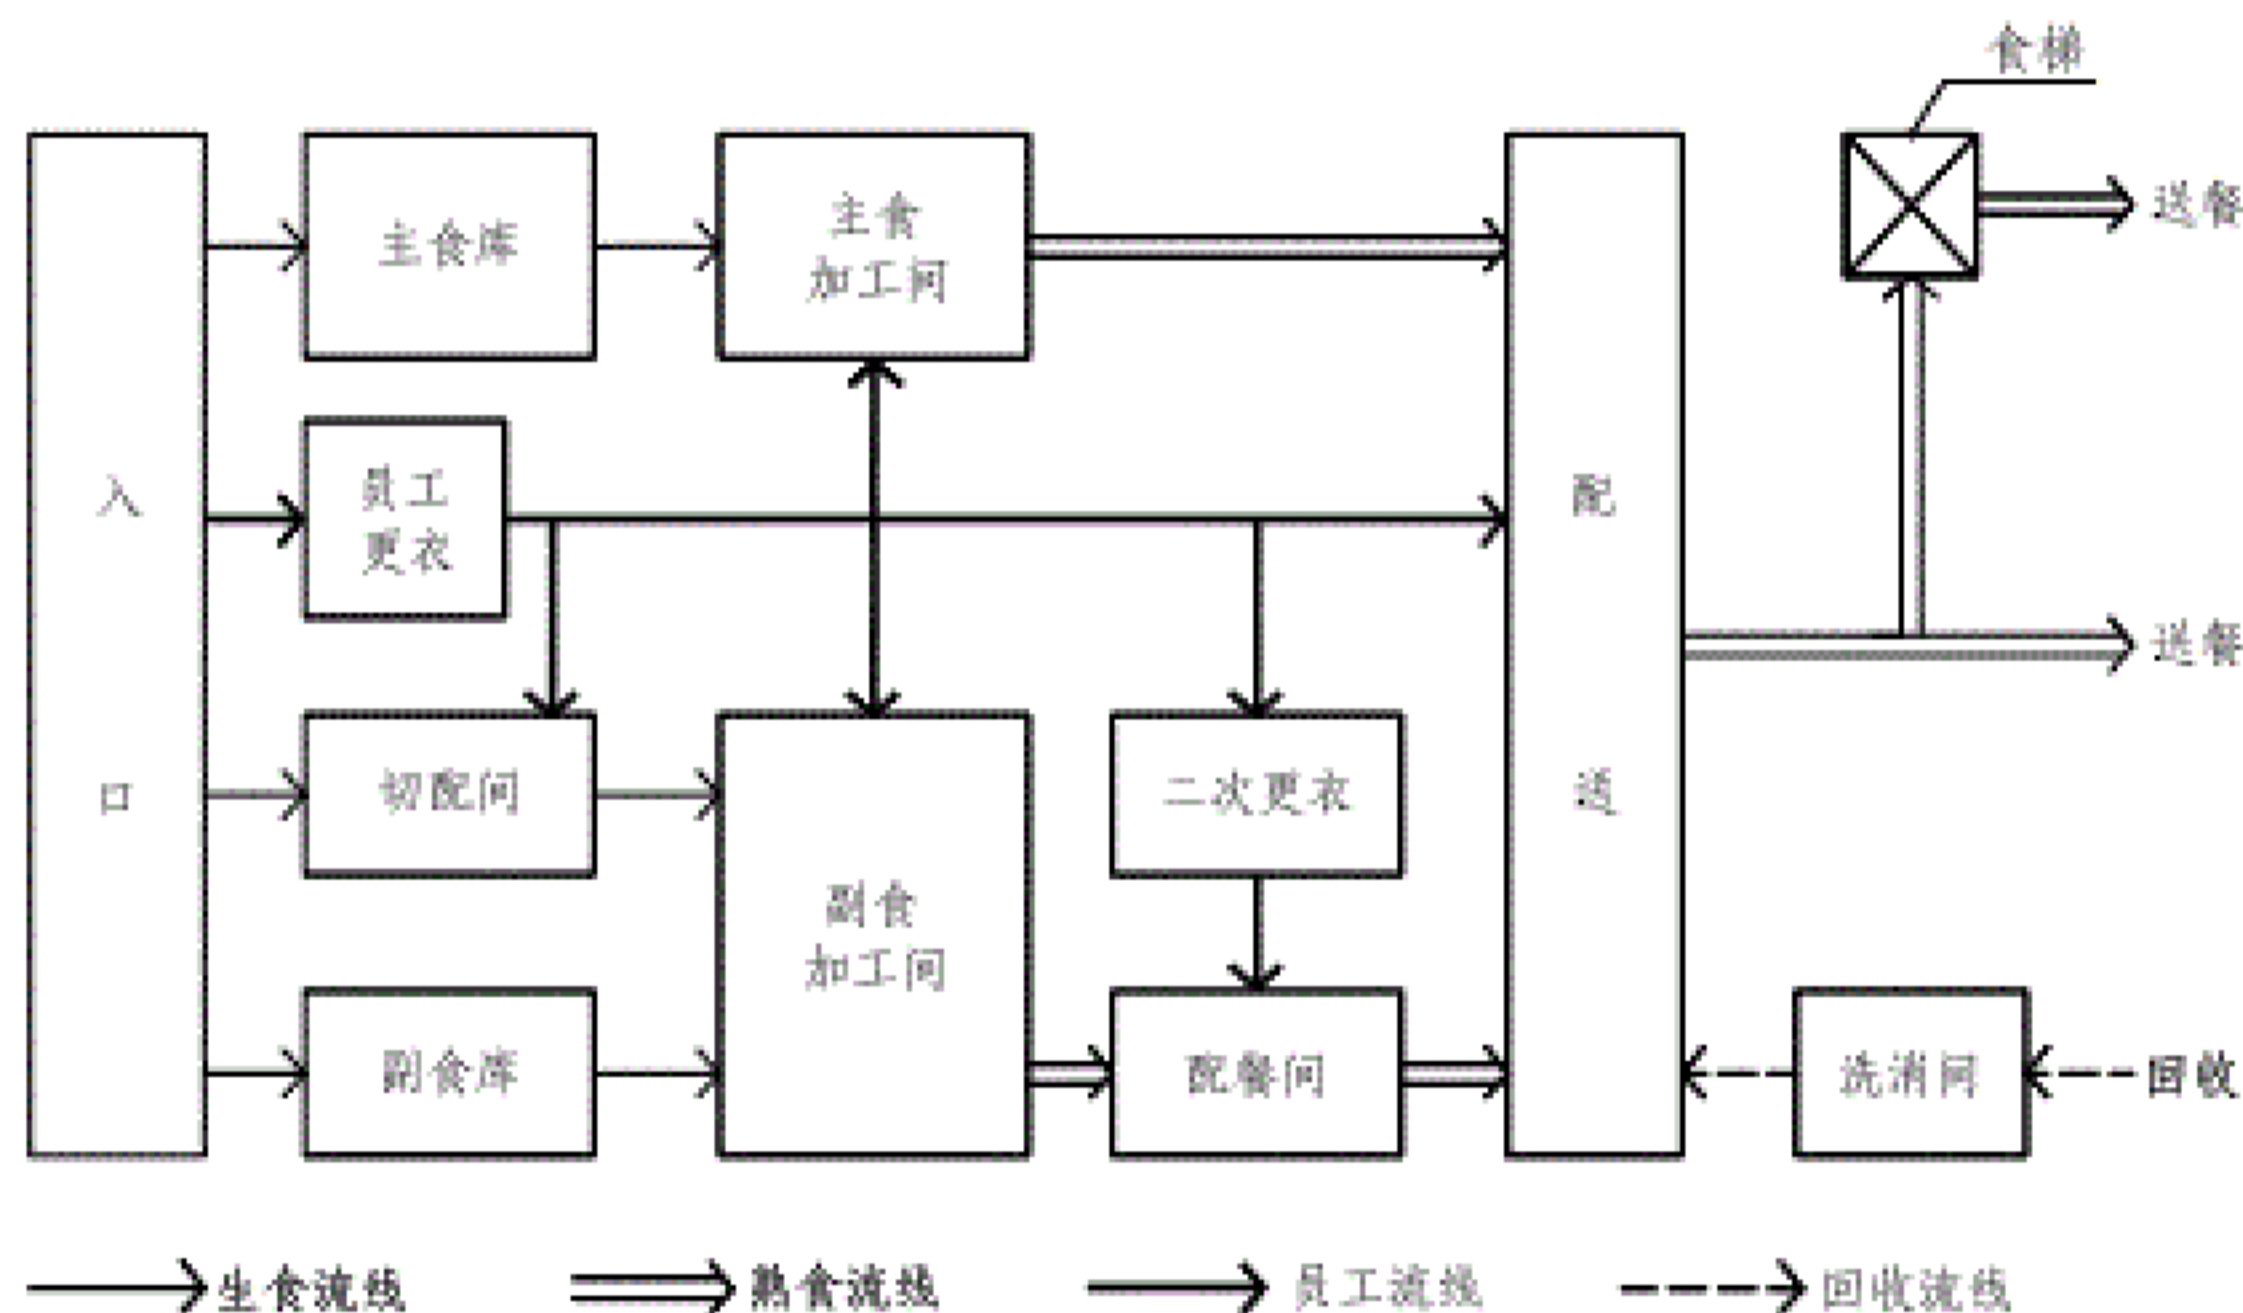 食梯
主食库
主食
加工间
送餐
员工
更衣
入
口
配
送
送餐
切配间
二次更衣
副食
加工间
副食库
配餐间
洗消间
回收
生食流线
熟食流线
员工流线
回收流线